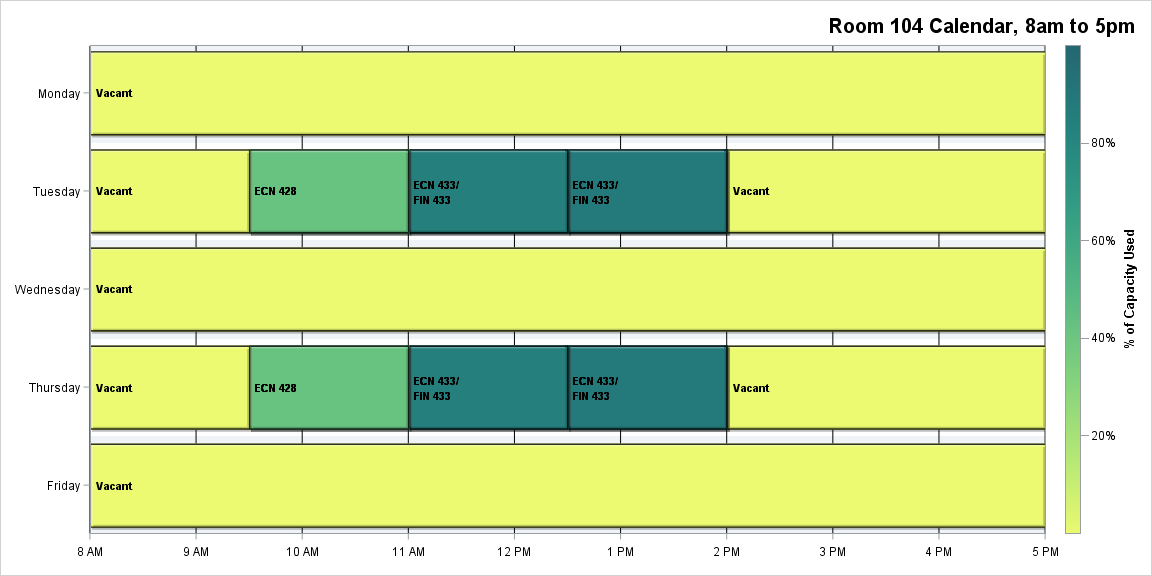 Room 104 Calendar, 8am to 5pm
Monday
Vacant
Tuesday
Vacant
ECN 428
ECN 433/
FIN 433
ECN 433/
FIN 433
Vacant
Wednesday
Vacant
Thursday
Vacant
ECN 428
ECN 433/
FIN 433
ECN 433/
FIN 433
Vacant
Friday
Vacant
8 AM
9 AM
10 AM
11 AM
12 PM
1 PM
2 PM
3 PM
4 PM
5 PM
80%
60%
40%
20%
% of Capacity Used